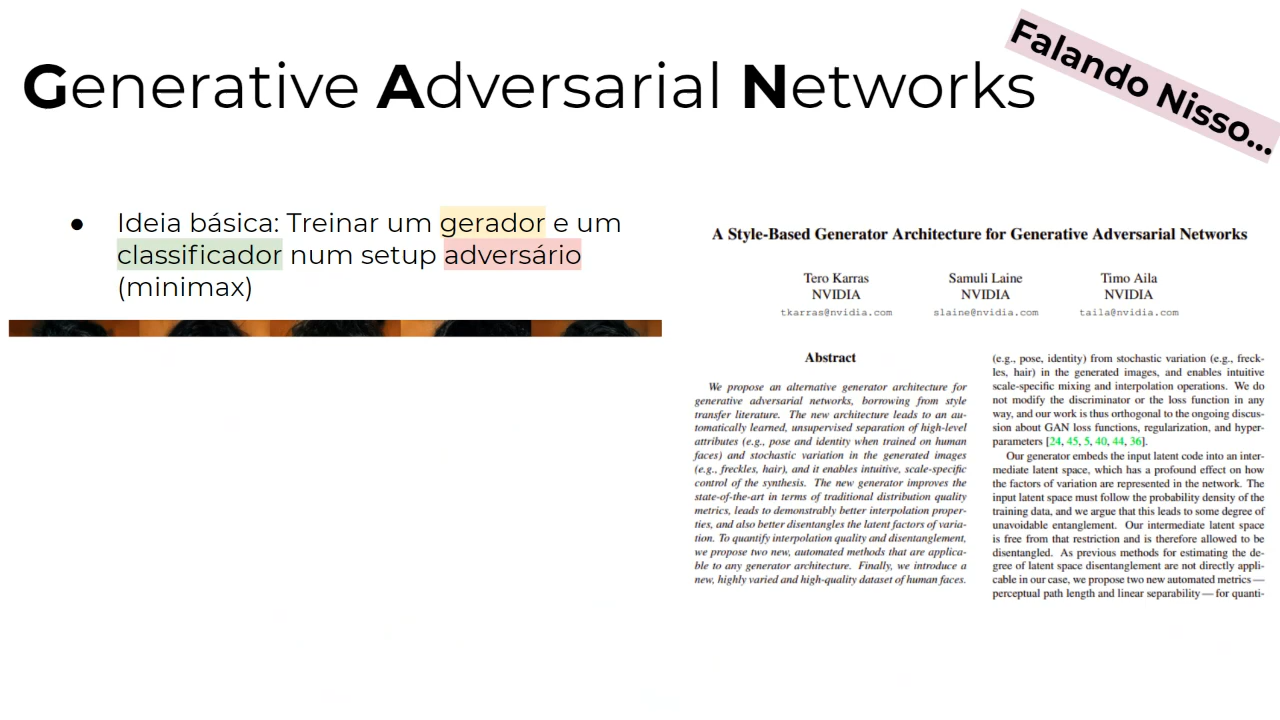 Generative Adversarial Networks
Falando Nisso...
● Ideia básica: Treinar um gerador e um
classificador num setup adversário
(minimax)
A Style-Based Generator Architecture for Generative Adversarial Networks
Tero Karras
NVIDIA
tkarras@nvidia.com
Samuli Laine
NVIDIA
slaine@nvidia.com
Timo Aila
NVIDIA
taila@nvidia.com
Abstract
We propose an alternative generator architecture for
generative adversarial networks, borrowing from style
transfer literature. The new architecture leads to an au-
tomatically learned, unsupervised separation of high-level
attributes (e.g., pose and identity when trained on human
faces) and stochastic variation in the generated images
(e.g., freckles, hair), and it enables intuitive, scale-specific
control of the synthesis. The new generator improves the
state-of-the-art in terms of traditional distribution quality
metrics, leads to demonstrably better interpolation proper-
ties, and also better disentangles the latent factors of varia-
tion. To quantify interpolation quality and disentanglement,
we propose two new, automated methods that are applica-
ble to any generator architecture. Finally, we introduce a
new, highly varied and high-quality dataset of human faces.
(e.g., pose, identity) from stochastic variation (e.g., freck-
les, hair) in the generated images, and enables intuitive
scale-specific mixing and interpolation operations. We do
not modify the discriminator or the loss function in any
way, and our work is thus orthogonal to the ongoing discus-
sion about GAN loss functions, regularization, and hyper-
parameters [24, 45, 5, 40, 44, 36].
Our generator embeds the input latent code into an inter-
mediate latent space, which has a profound effect on how
the factors of variation are represented in the network. The
input latent space must follow the probability density of the
training data, and we argue that this leads to some degree of
unavoidable entanglement. Our intermediate latent space
is free from that restriction and is therefore allowed to be
disentangled. As previous methods for estimating the de-
gree of latent space disentanglement are not directly appli-
cable in our case, we propose two new automated metrics —
perceptual path length and linear separability — for quanti-